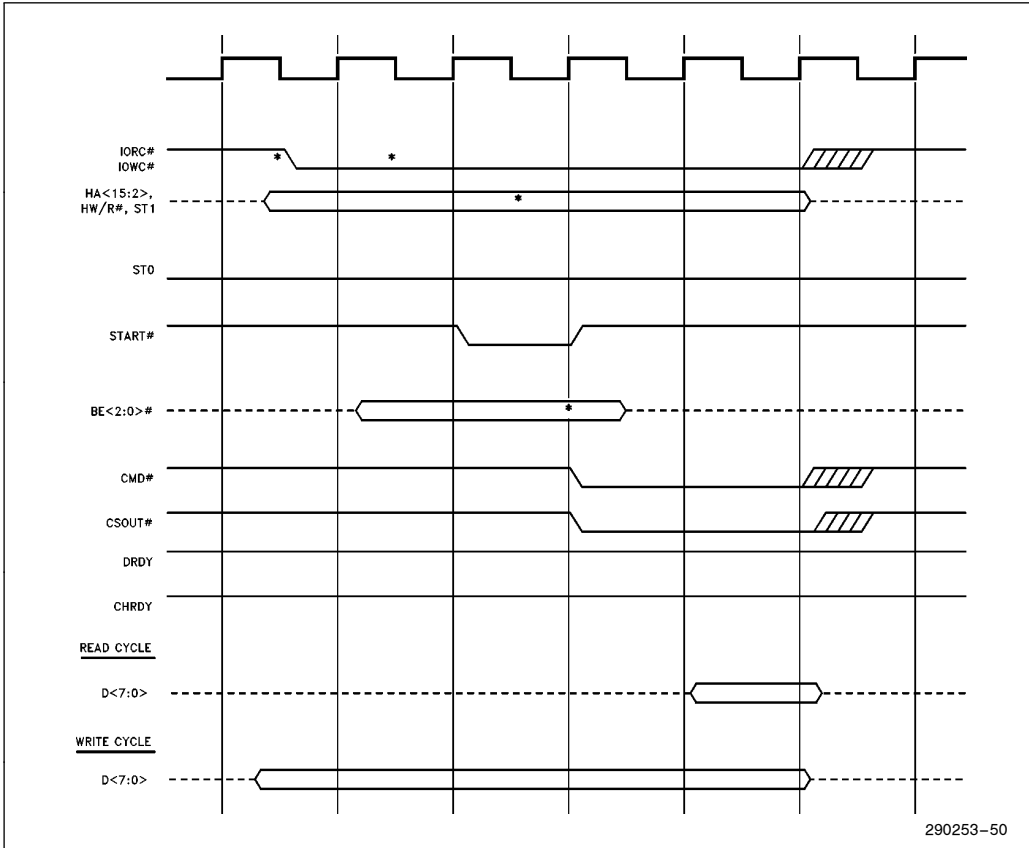 IORC#
IOWC#
HA<15:2>,
HW/R#, ST1
ST0
START#
BE<2:0>#
CMD#
CSOUT#
DRDY
CHRDY
READ CYCLE
D<7:0>
WRITE CYCLE
D<7:0>
290253–50